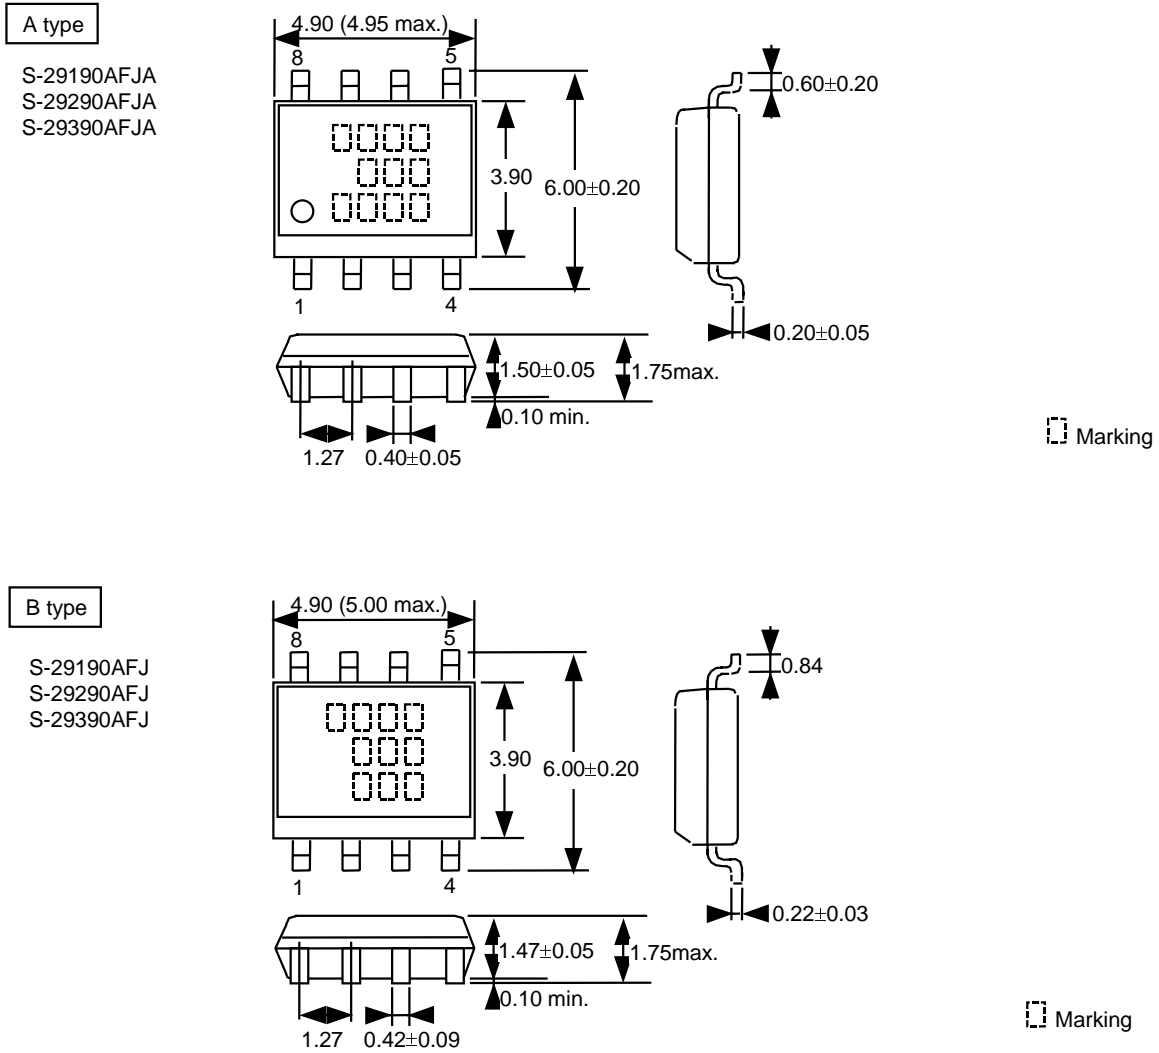 A type
S-29190AFJA
S-29290AFJA
S-29390AFJA
4.90 (4.95 max.)
8
5
0.60±0.20
3.90
6.00±0.20
1
4
0.20±0.05
1.50±0.05
1.75max.
0.10 min.
1.27
0.40±0.05
Marking
B type
S-29190AFJ
S-29290AFJ
S-29390AFJ
4.90 (5.00 max.)
8
5
0.84
3.90
6.00±0.20
1
4
0.22±0.03
1.47±0.05
1.75max.
0.10 min.
1.27
0.42±0.09
Marking